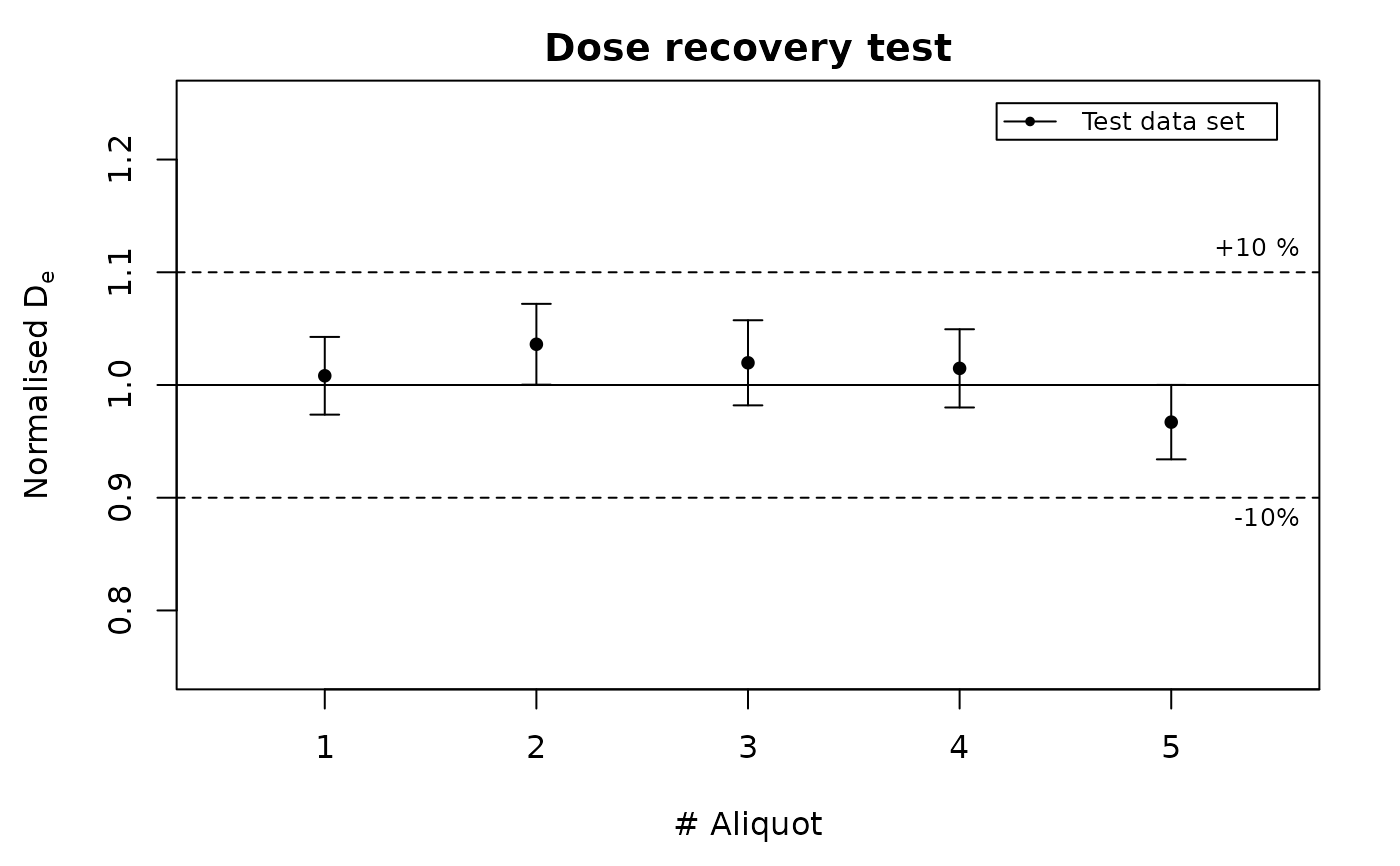 Dose recovery test
Test data set
1.2
+10 %
1.1
Normalised De
1.0
0.9
-10%
0.8
1 2 3 4 5
# Aliquot